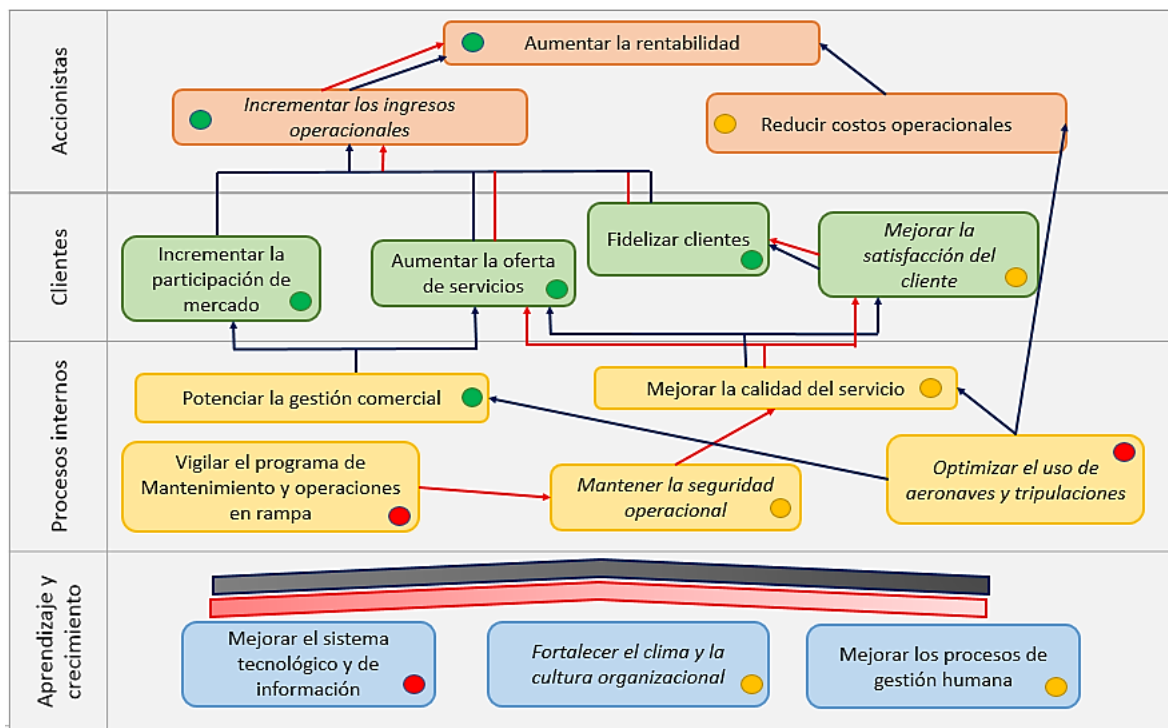 Accionistas
Aumentar la rentabilidad
Incrementar los ingresos
operacionales
Reducir costos operacionales
Clientes
Incrementar la
participación de
mercado
Aumentar la oferta
de servicios
Fidelizar clientes
Mejorar la
satisfacción del
cliente
Procesos internos
Potenciar la gestión comercial
Mejorar la calidad del servicio
Vigilar el programa de
Mantenimiento y operaciones
en rampa
Mantener la seguridad
operacional
Optimizar el uso de
aeronaves y tripulaciones
Aprendizaje y
crecimiento
Mejorar el sistema
tecnológico y de
información
Fortalecer el clima y la
cultura organizacional
Mejorar los procesos de
gestión humana